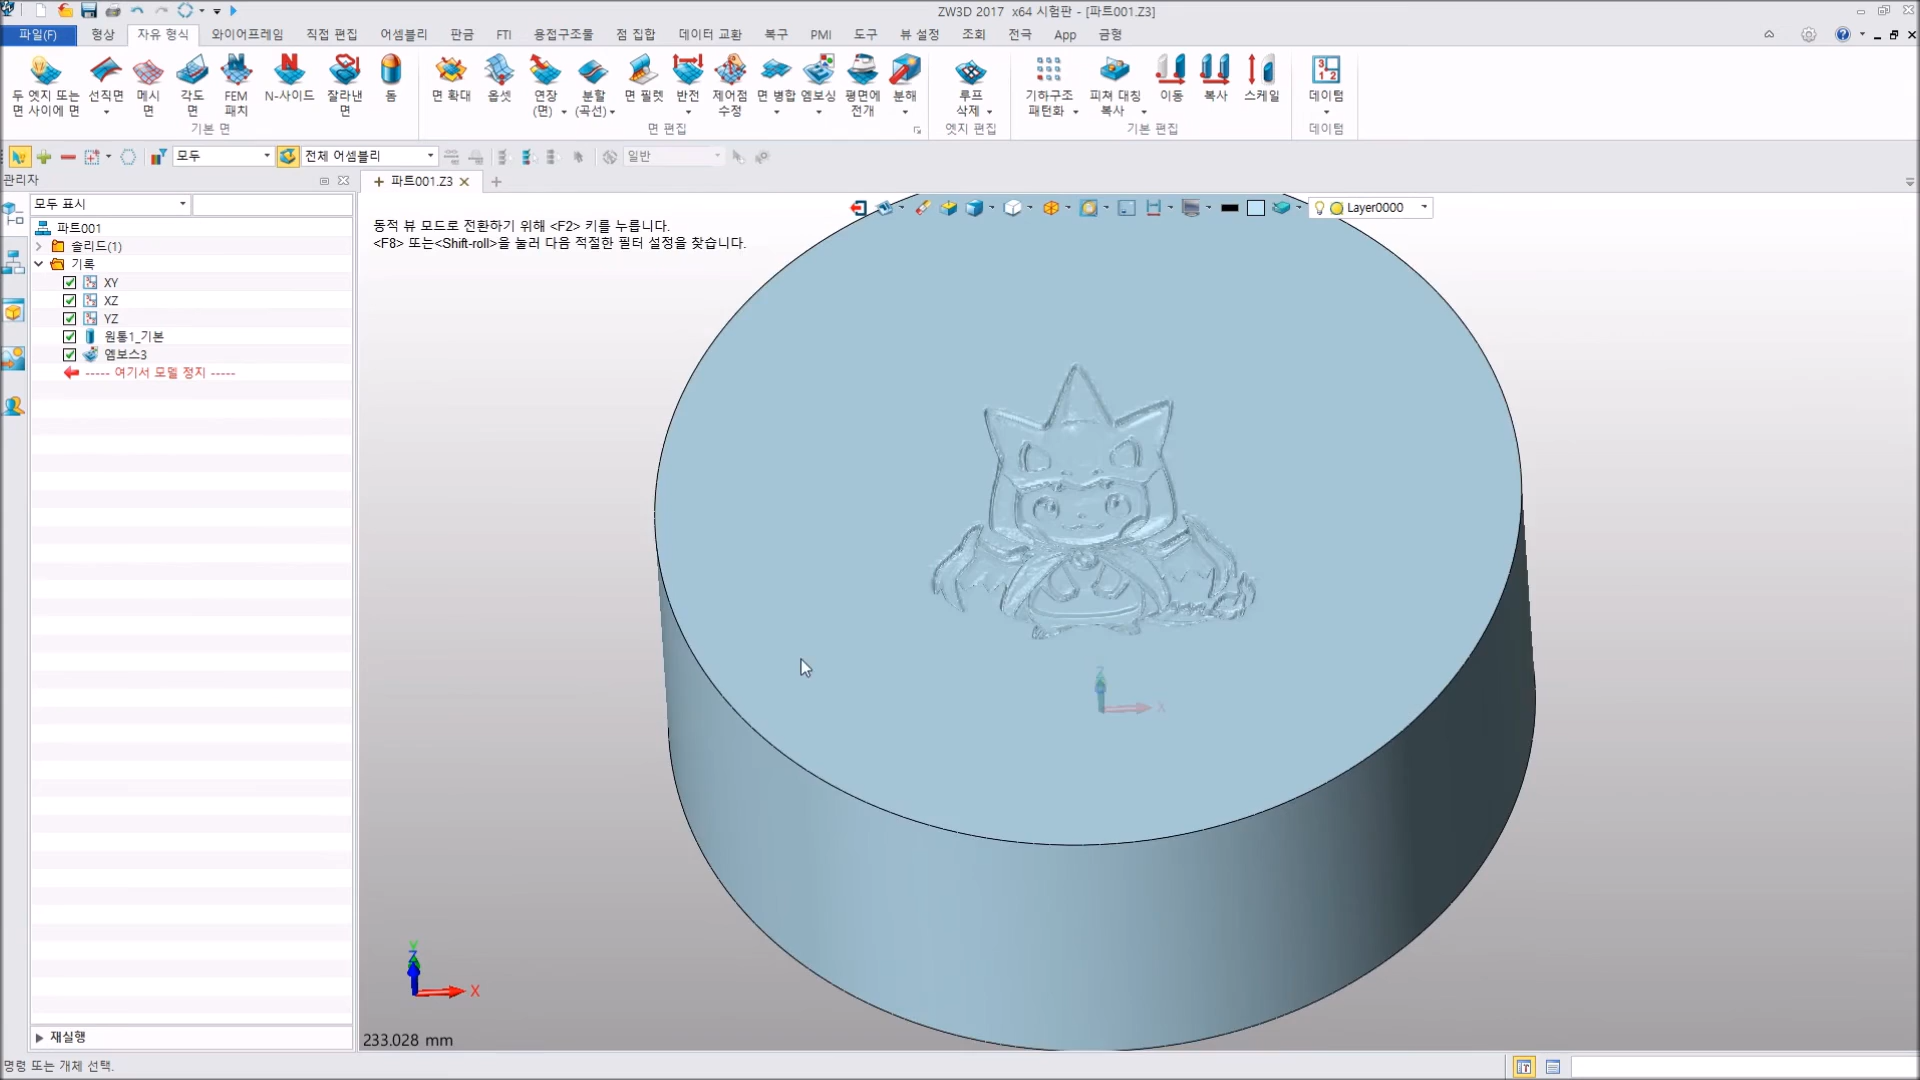 ZW3D 2017 x64 시험판 - [파트001.Z3]
파일(F) 형상 자유 형식 와이어프레임 직접 편집 어셈블리 판금 FTI 용접구조물 점 집합 데이터 교환 복구 PMI 도구 뷰 설정 조회 전극 App 금형
두 엣지 또는 면 사이에 면 선직면 메시 면 각도 면 FEM 패치 N-사이드 잘라낸 면 돔 면 확대 옵셋 연장 (면) 분할 (곡선) 면 필렛 반전 제어점 수정 면 병합 엠보싱 평면에 전개 분해 루프 삭제 기하구조 패턴화 피쳐 대칭 복사 이동 복사 스케일 데이텀
기본 면 면 편집 엣지 편집 기본 편집 데이텀
모두 전체 어셈블리 일반
관리자
파트001.Z3
모두 표시
Layer0000
파트001
솔리드(1)
기록
XY
XZ
YZ
원통1_기본
엠보스3
----- 여기서 모델 정지 -----
동적 뷰 모드로 전환하기 위해 <F2> 키를 누릅니다.
<F8> 또는<Shift-roll>을 눌러 다음 적절한 필터 설정을 찾습니다.
Z
X
Y
Z
X
재실행
233.028 mm
명령 또는 개체 선택.